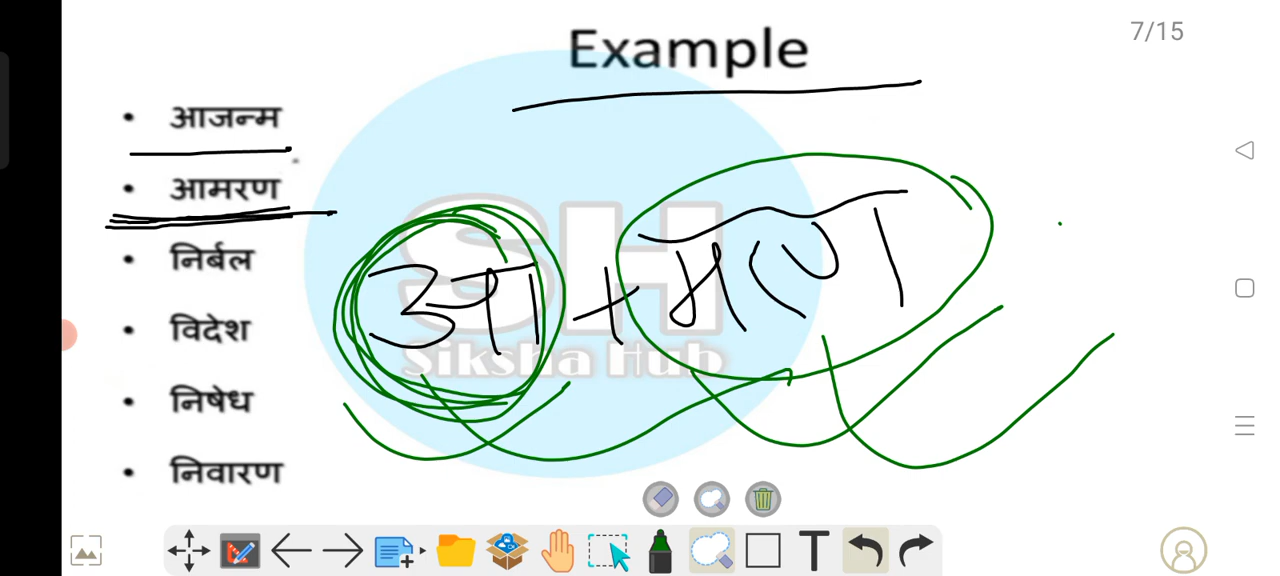 7/15
Example
आजन्म
आमरण
निर्बल
विदेश
निषेध
निवारण
आ + मरण
SH
Siksha Hub
T